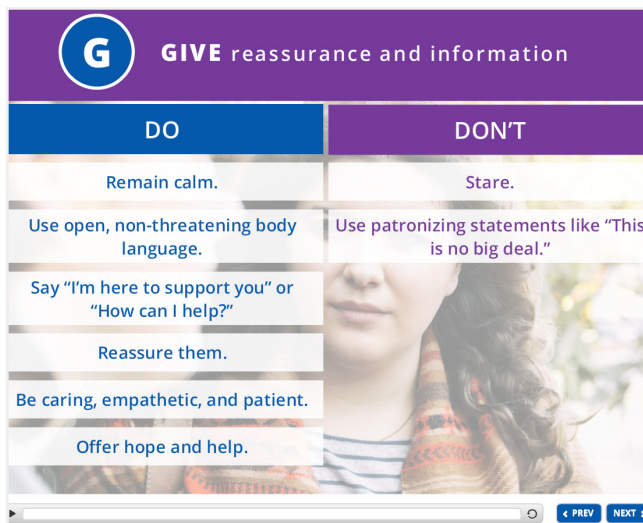 G
GIVE reassurance and information
DO
DON'T
Remain calm.
Stare.
Use open, non-threatening body
language.
Use patronizing statements like “This
is no big deal.”
Say “I’m here to support you” or
“How can I help?”
Reassure them.
Be caring, empathetic, and patient.
Offer hope and help.
PREV
NEXT